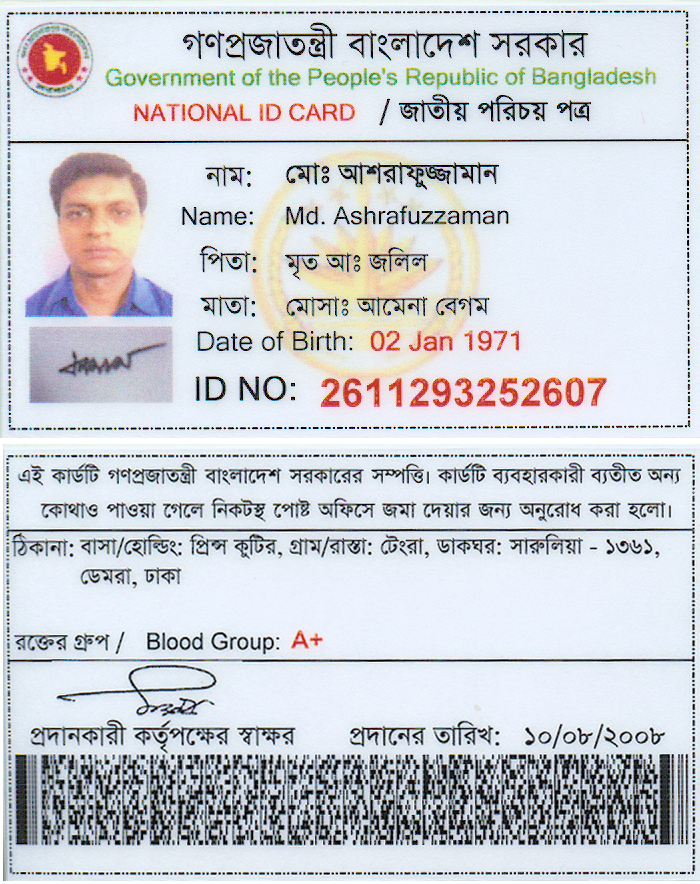 গণপ্রজাতন্ত্রী বাংলাদেশ সরকার
Government of the People's Republic of Bangladesh
NATIONAL ID CARD / জাতীয় পরিচয় পত্র
নাম: মোঃ আশরাফুজ্জামান
Name: Md. Ashrafuzzaman
পিতা: মৃত আঃ জলিল
মাতা: মোসাঃ আমেনা বেগম
Date of Birth: 02 Jan 1971
ID NO: 2611293252607
এই কার্ডটি গণপ্রজাতন্ত্রী বাংলাদেশ সরকারের সম্পত্তি। কার্ডটি ব্যবহারকারী ব্যতীত অন্য
কোথাও পাওয়া গেলে নিকটস্থ পোষ্ট অফিসে জমা দেয়ার জন্য অনুরোধ করা হলো।
ঠিকানা: বাসা/হোল্ডিং: প্রিন্স কুটির, গ্রাম/রাস্তা: টেংরা, ডাকঘর: সারুলিয়া - ১৩৬১,
ডেমরা, ঢাকা
রক্তের গ্রুপ / Blood Group: A+
প্রদানকারী কর্তৃপক্ষের স্বাক্ষর প্রদানের তারিখ: ১০/০৮/২০০৮